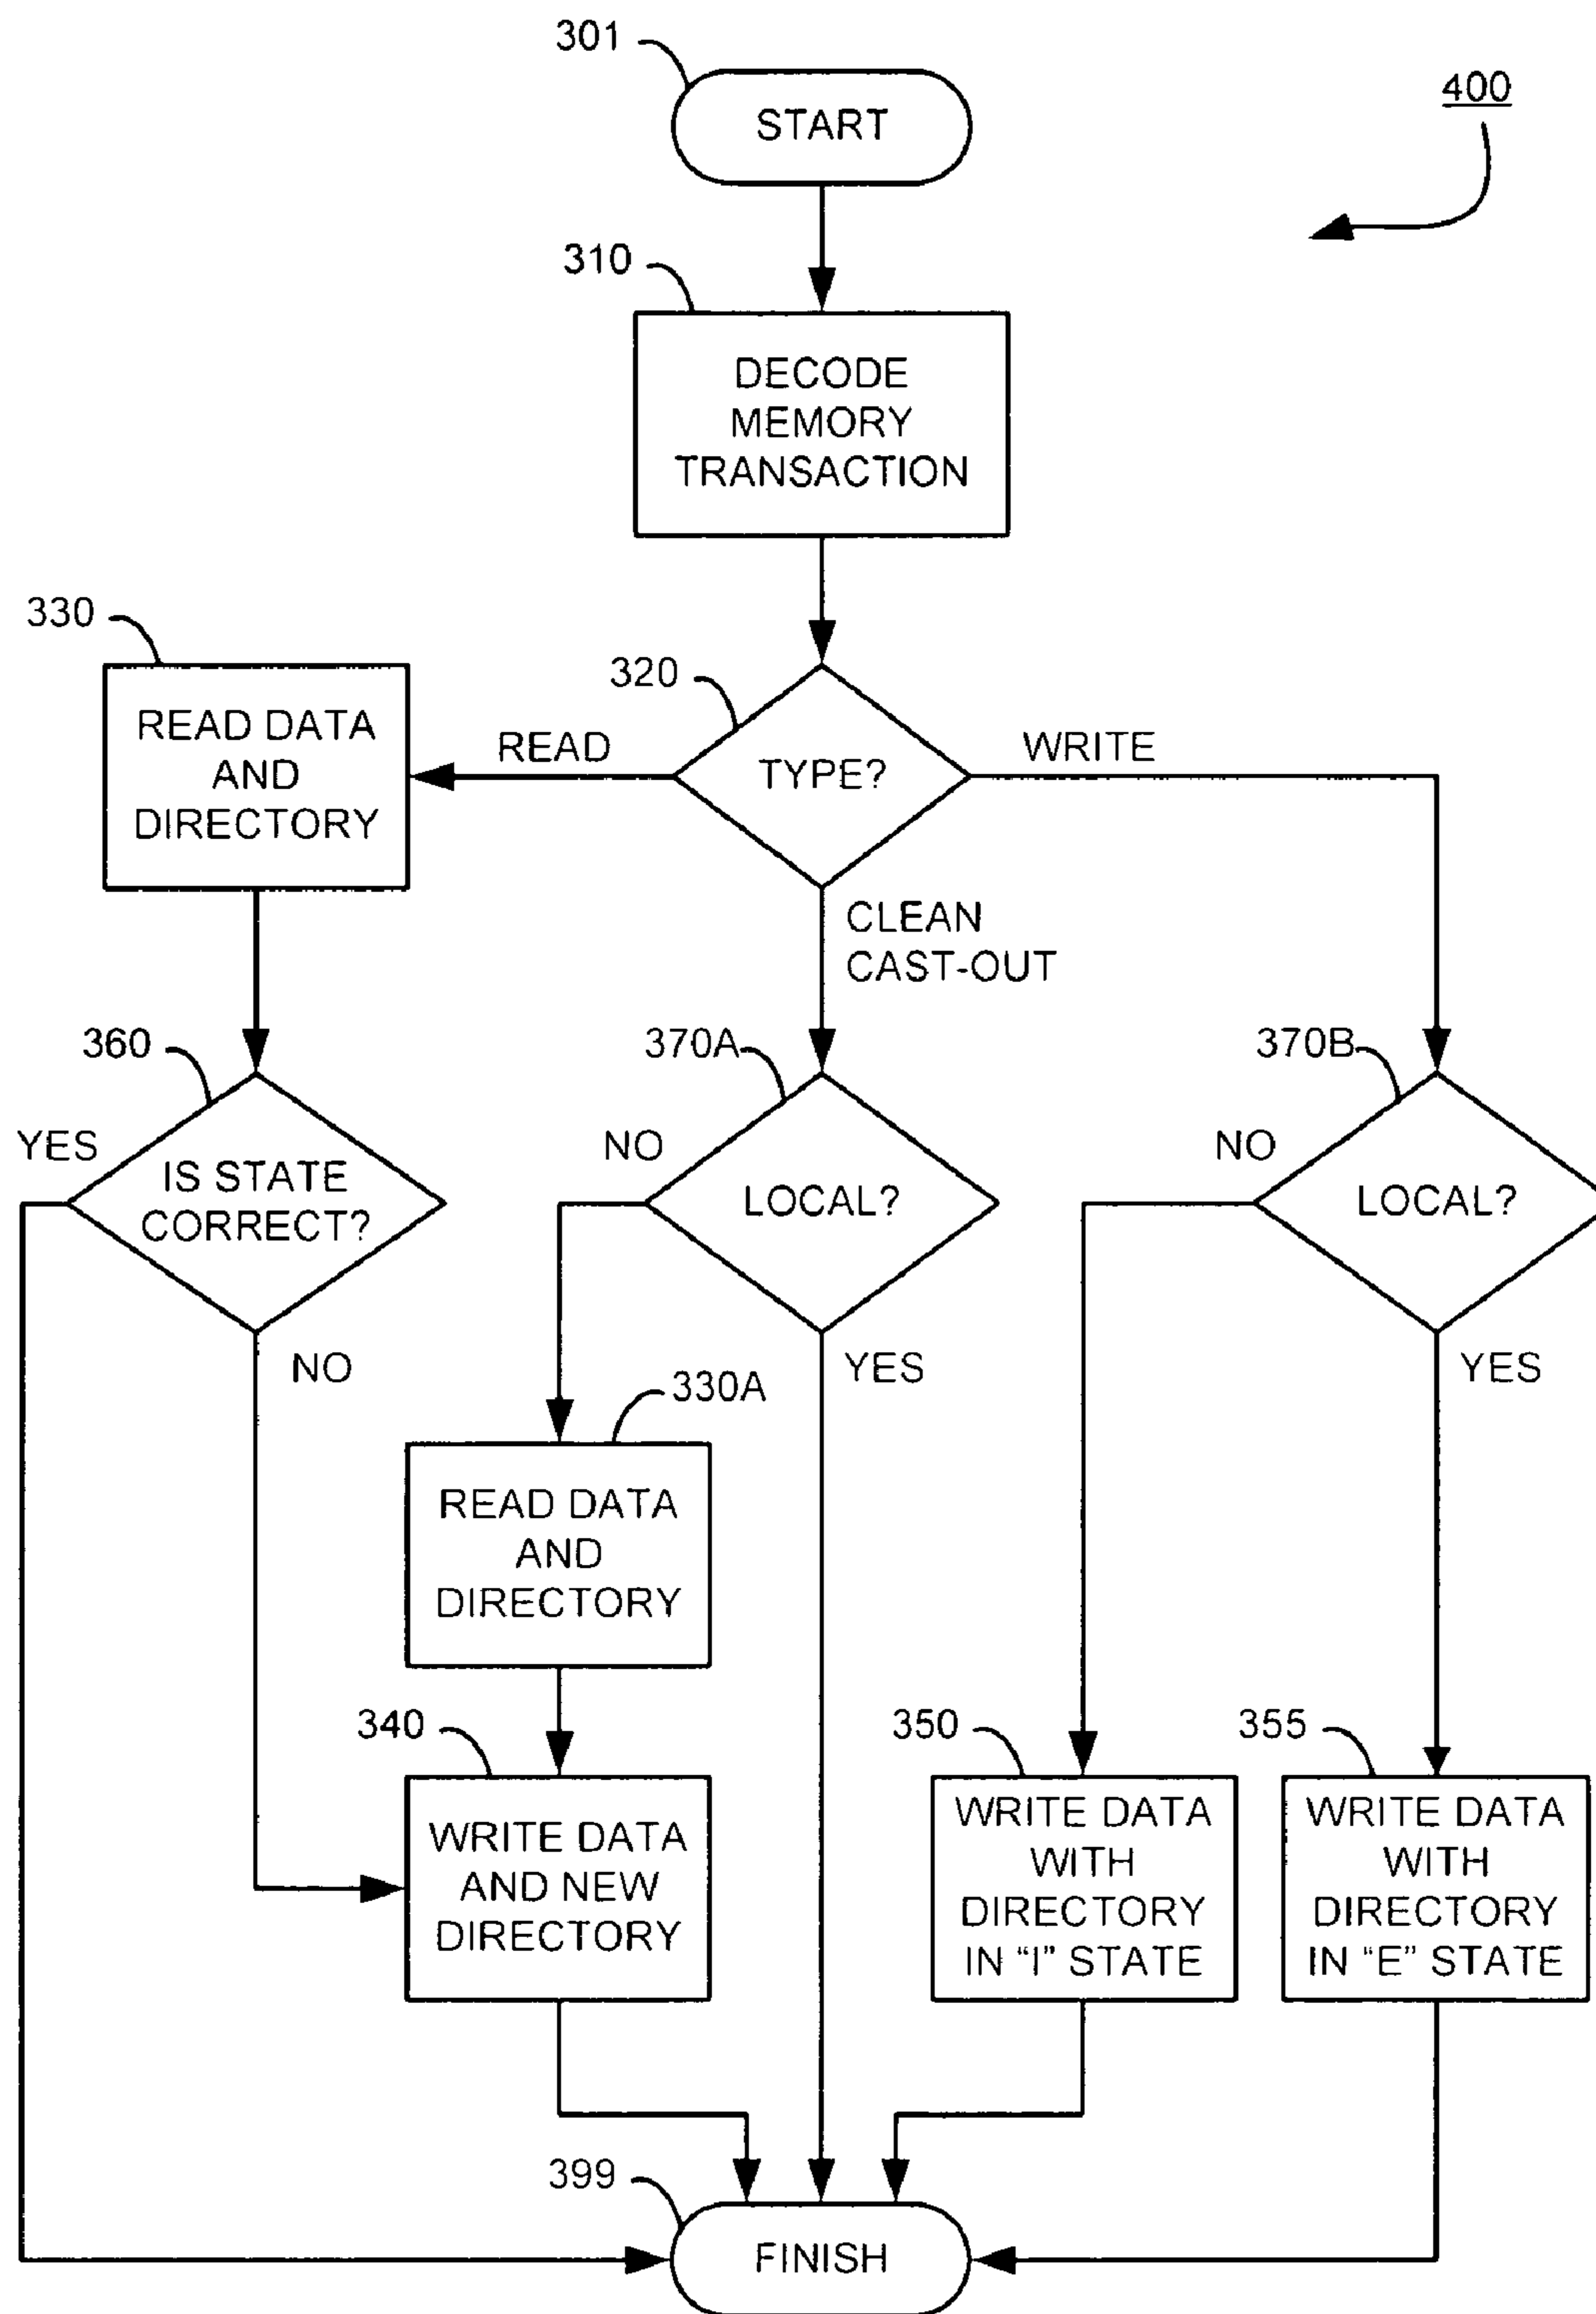 301
400
START
310
DECODE
MEMORY
TRANSACTION
330
320
READ DATA
AND
DIRECTORY
READ
TYPE?
WRITE
CLEAN
CAST-OUT
360
370A
370B
YES
IS STATE
CORRECT?
NO
LOCAL?
NO
LOCAL?
NO
YES
YES
330A
READ DATA
AND
DIRECTORY
340
350
355
WRITE DATA
AND NEW
DIRECTORY
WRITE DATA
WITH
DIRECTORY
IN “I” STATE
WRITE DATA
WITH
DIRECTORY
IN “E” STATE
399
FINISH